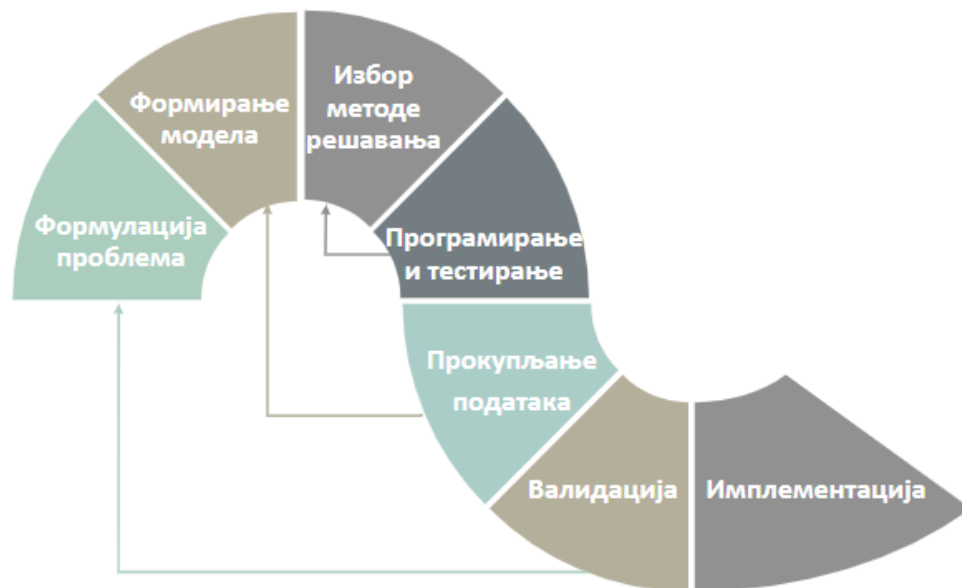 Формулација
проблема
Формирање
модела
Избор
методе
решавања
Програмирање
и тестирање
Прокупљање
података
Валидација
Имплементација